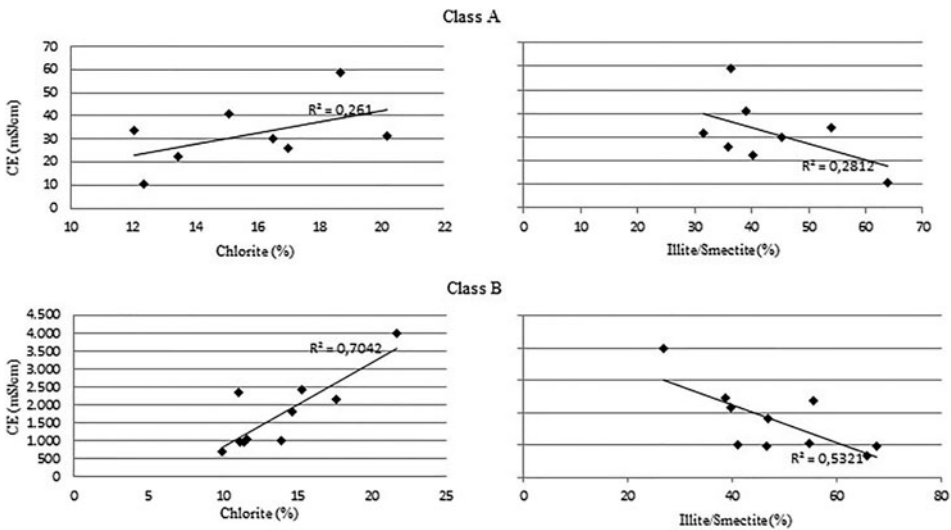 Class A
CE (mS/cm)
70
60
50
40
30
20
10
0
R² = 0,261
10 12 14 16 18 20 22
Chlorite (%)
R² = 0,2812
0 10 20 30 40 50 60 70
Illite/Smectite (%)
Class B
CE (mS/cm)
4.500
4.000
3.500
3.000
2.500
2.000
1.500
1.000
500
0
R² = 0,7042
0 5 10 15 20 25
Chlorite (%)
R² = 0,5321
0 20 40 60 80
Illite/Smectite (%)